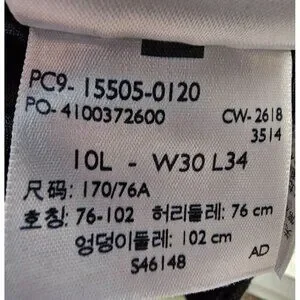 PC9- 15505-0120
PO- 4100372600 CW- 2618
3514
10L - W30 L34
尺码: 170/76A
호칭: 76-102 허리둘레: 76 cm
엉덩이둘레: 102 cm
S46148 AD